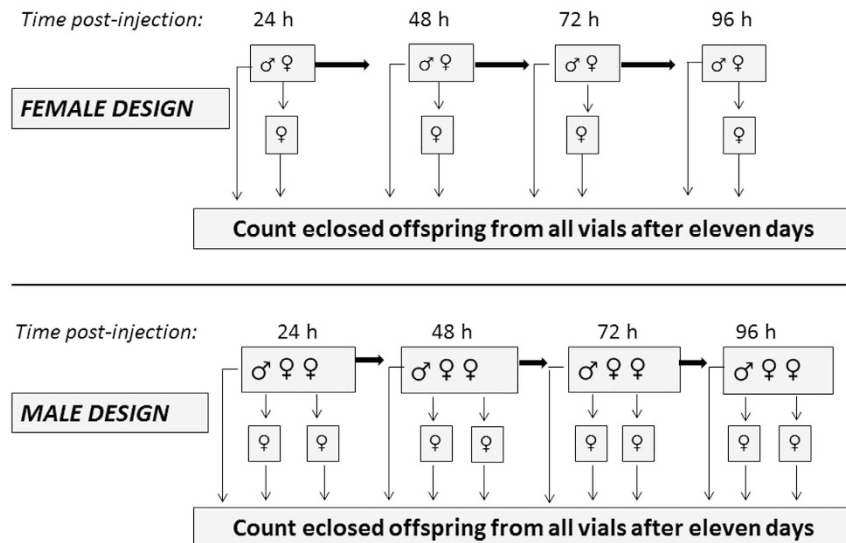 Time post-injection: 24 h 48 h 72 h 96 h
♂ ♀ ♂ ♀ ♂ ♀ ♂ ♀
FEMALE DESIGN
♀ ♀ ♀ ♀
Count eclosed offspring from all vials after eleven days
Time post-injection: 24 h 48 h 72 h 96 h
♂ ♀ ♀ ♂ ♀ ♀ ♂ ♀ ♀ ♂ ♀ ♀
MALE DESIGN
♀ ♀ ♀ ♀ ♀ ♀ ♀ ♀
Count eclosed offspring from all vials after eleven days